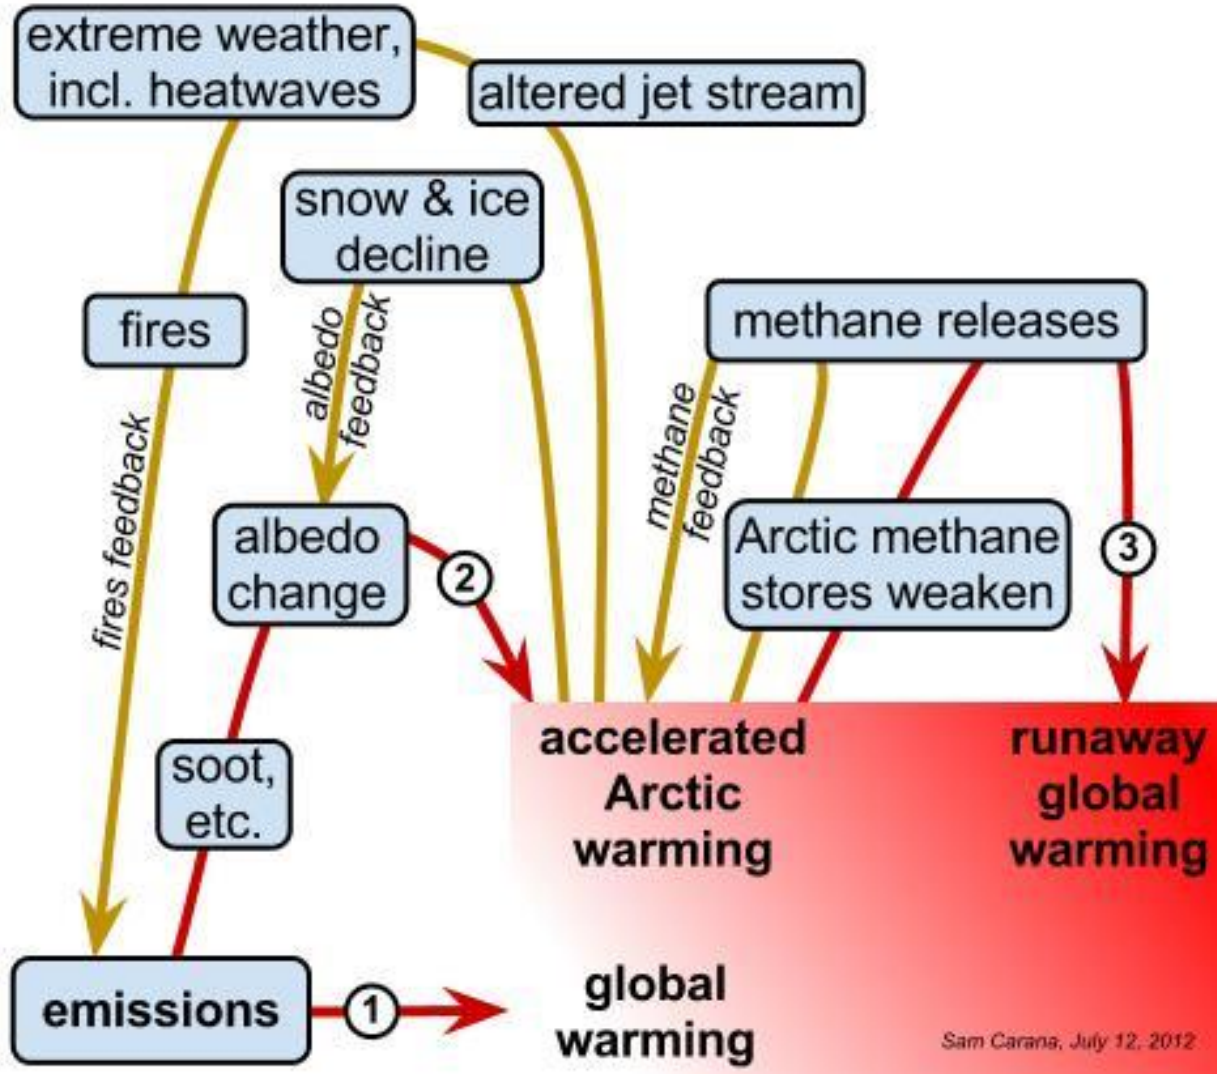 extreme weather,
incl. heatwaves
altered jet stream
snow & ice
decline
fires
albedo
feedback
methane releases
fires feedback
methane
feedback
albedo
change
2
Arctic methane
stores weaken
3
soot,
etc.
accelerated
Arctic
warming
runaway
global
warming
emissions
1
global
warming
Sam Carana, July 12, 2012